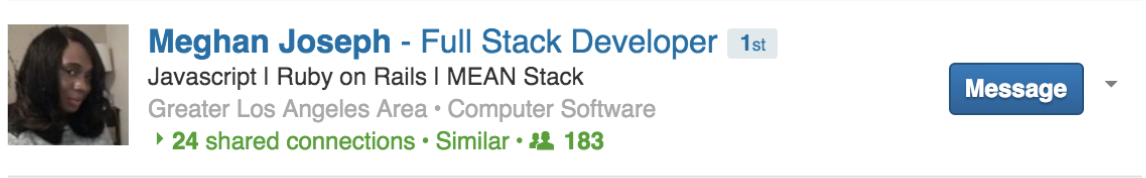 Meghan Joseph - Full Stack Developer 1st
Javascript | Ruby on Rails | MEAN Stack
Greater Los Angeles Area • Computer Software
24 shared connections • Similar • 183
Message